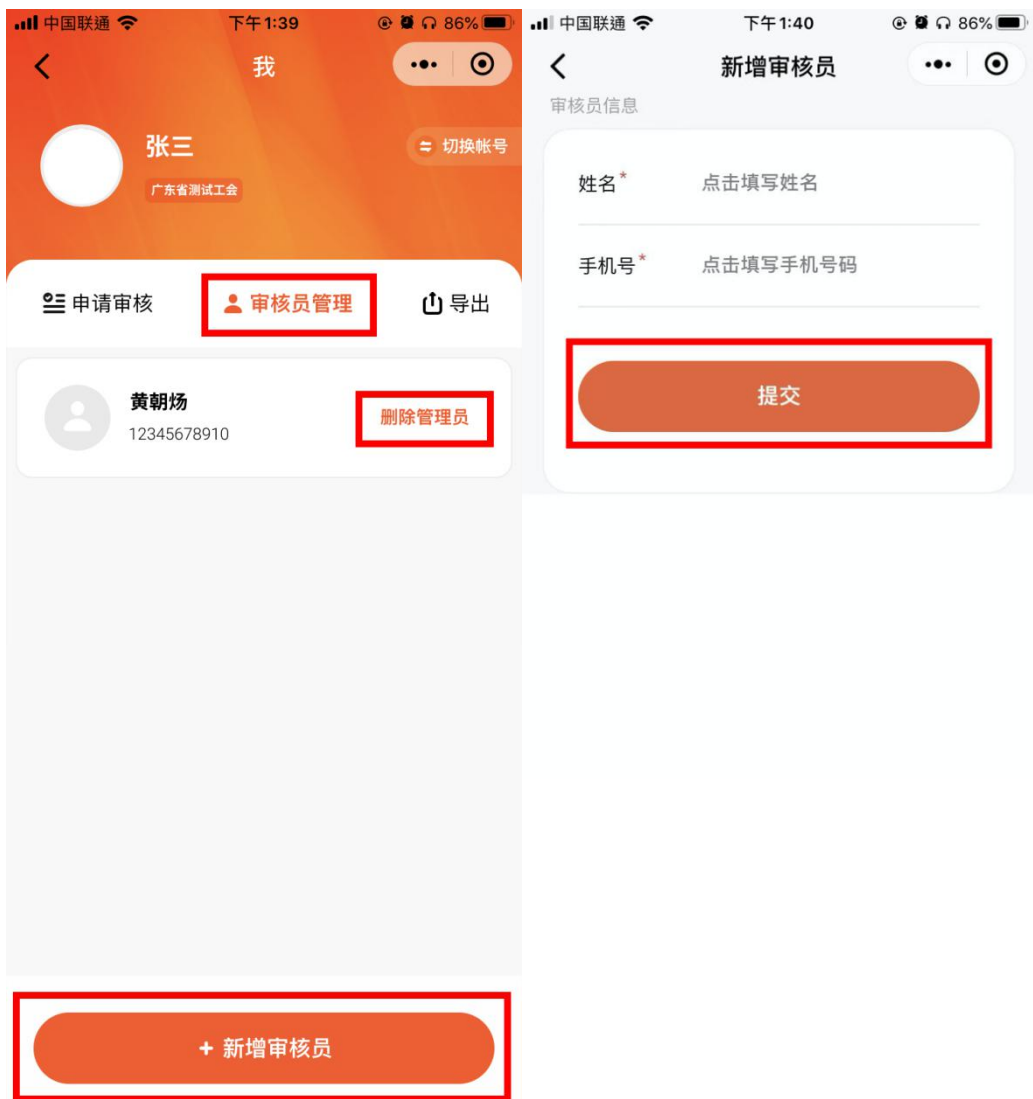 中国联通
下午1:39
86%
我
张三
切换帐号
广东省测试工会
申请审核
审核员管理
导出
黄朝炀
12345678910
删除管理员
+ 新增审核员
中国联通
下午1:40
86%
新增审核员
审核员信息
姓名*
点击填写姓名
手机号*
点击填写手机号码
提交